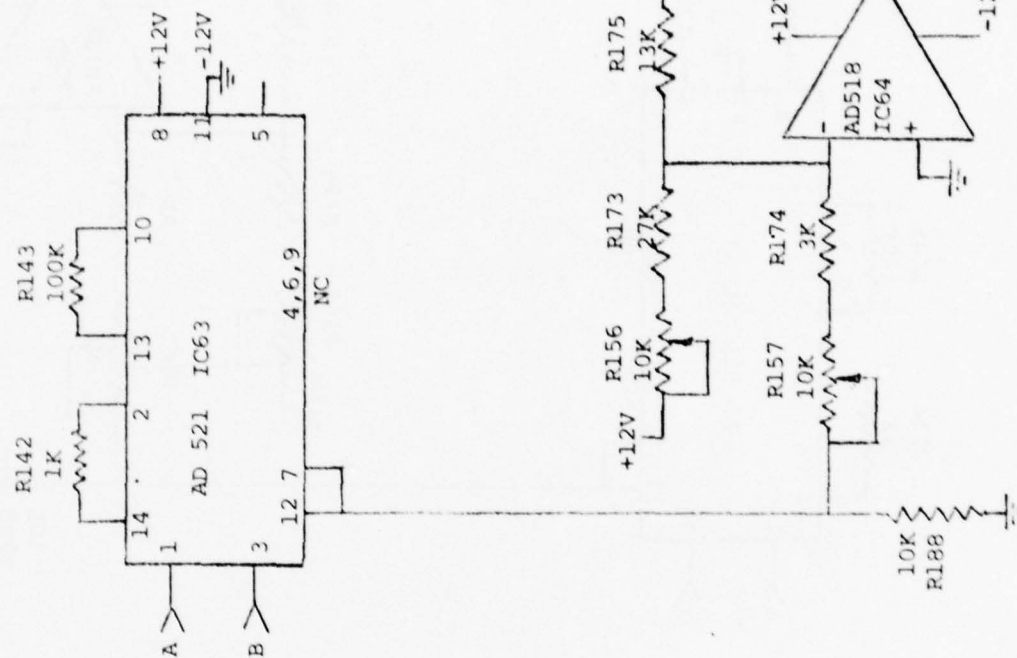 R142
1K
R143
100K
14
2
13
10
1
3
A
B
AD 521 IC63
8
+12V
11
-12V
5
12
7
4,6,9
NC
R156
10K
R173
27K
R175
13K
+12V
R157
10K
R174
3K
-
AD518
IC64
+
+12V
10K
R188